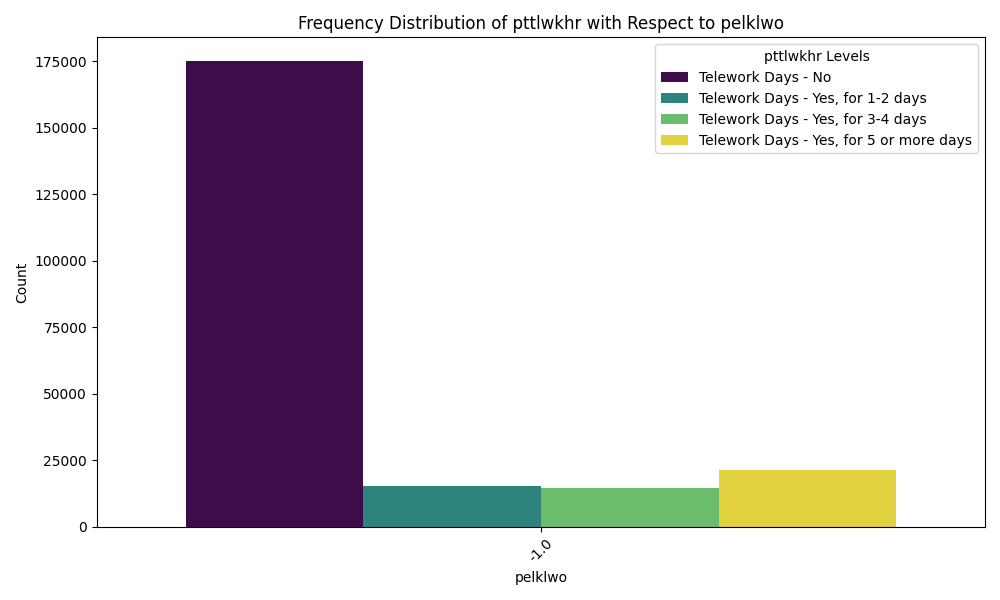 Frequency Distribution of pttlwkhr with Respect to pelklwo
pttlwkhr Levels
Telework Days - No
Telework Days - Yes, for 1-2 days
Telework Days - Yes, for 3-4 days
Telework Days - Yes, for 5 or more days
Count
175000
150000
125000
100000
75000
50000
25000
0
-1.0
pelklwo